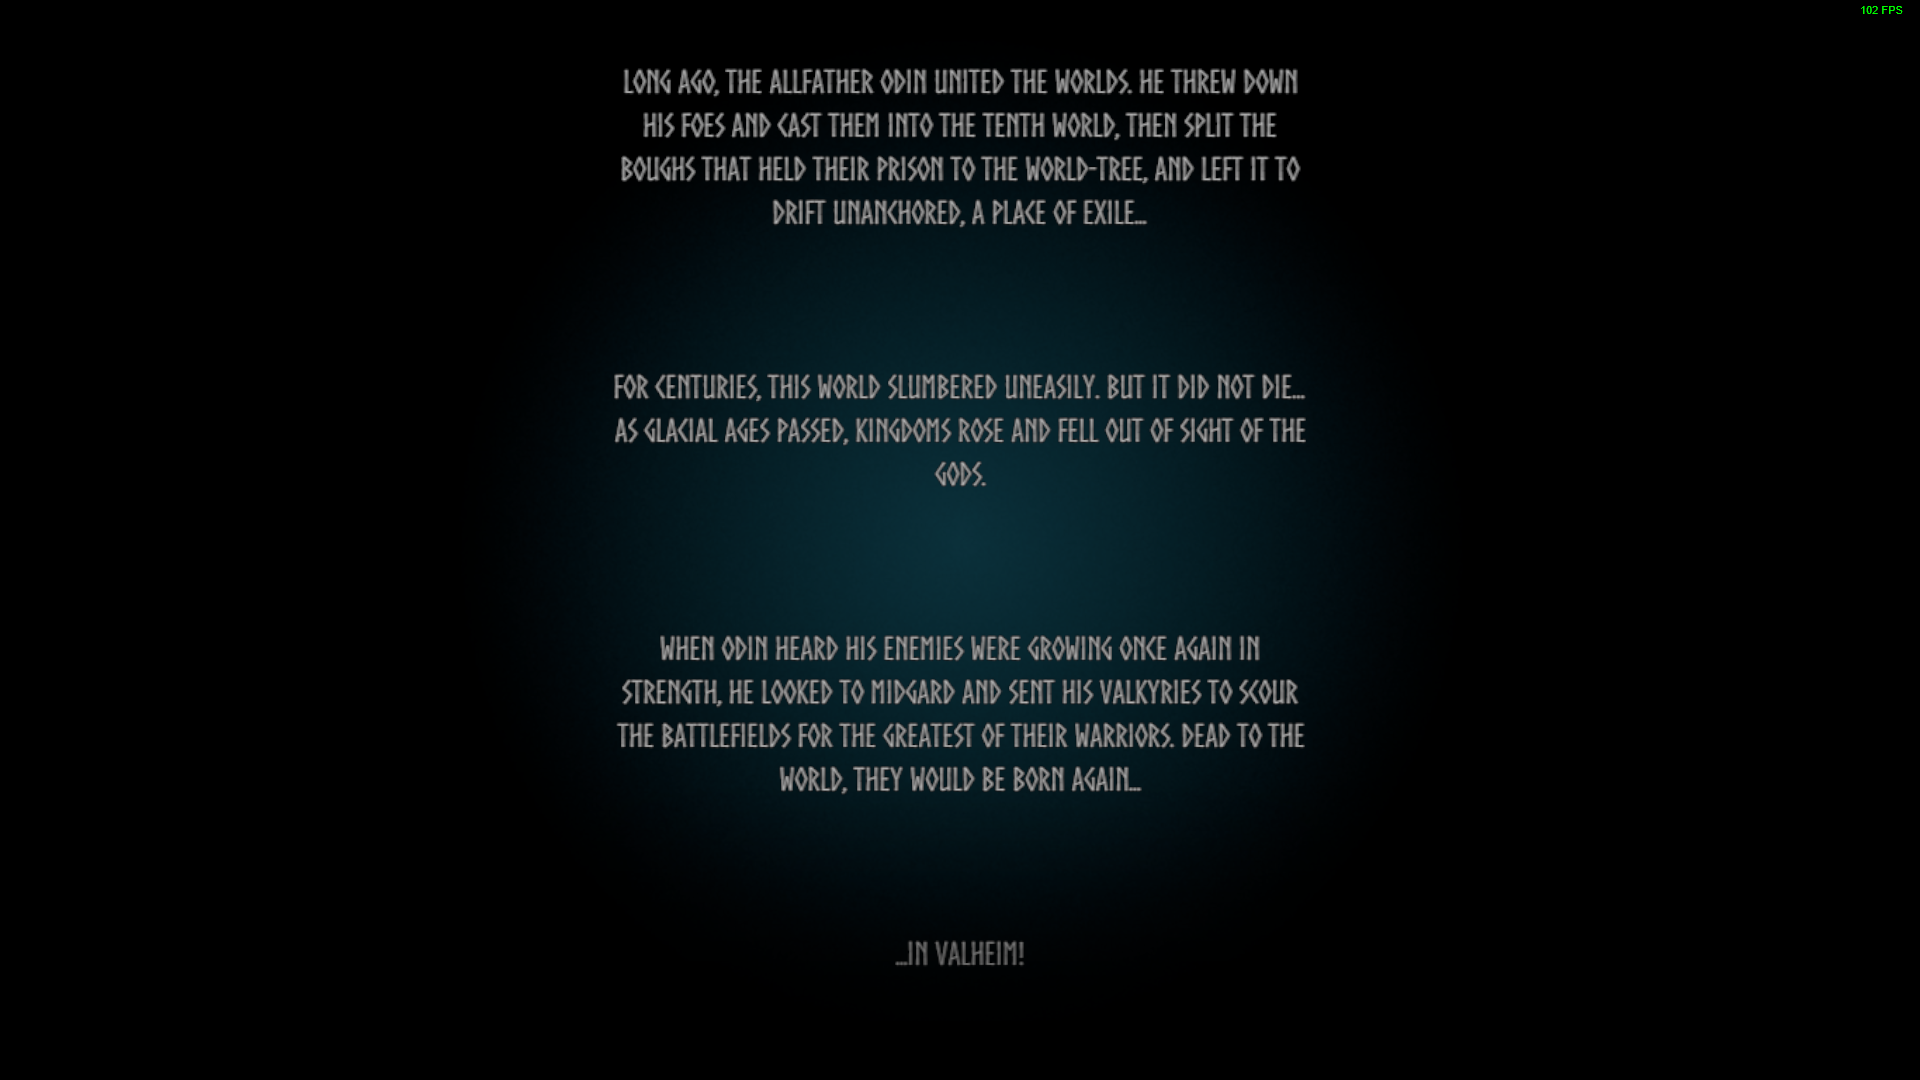 102 FPS
LONG AGO, THE ALLFATHER ODIN UNITED THE WORLDS. HE THREW DOWN
HIS FOES AND CAST THEM INTO THE TENTH WORLD, THEN SPLIT THE
BOUGHS THAT HELD THEIR PRISON TO THE WORLD-TREE, AND LEFT IT TO
DRIFT UNANCHORED, A PLACE OF EXILE...
FOR CENTURIES, THIS WORLD SLUMBERED UNEASILY. BUT IT DID NOT DIE...
AS GLACIAL AGES PASSED, KINGDOMS ROSE AND FELL OUT OF SIGHT OF THE
GODS.
WHEN ODIN HEARD HIS ENEMIES WERE GROWING ONCE AGAIN IN
STRENGTH, HE LOOKED TO MIDGARD AND SENT HIS VALKYRIES TO SCOUR
THE BATTLEFIELDS FOR THE GREATEST OF THEIR WARRIORS. DEAD TO THE
WORLD, THEY WOULD BE BORN AGAIN...
...IN VALHEIM!